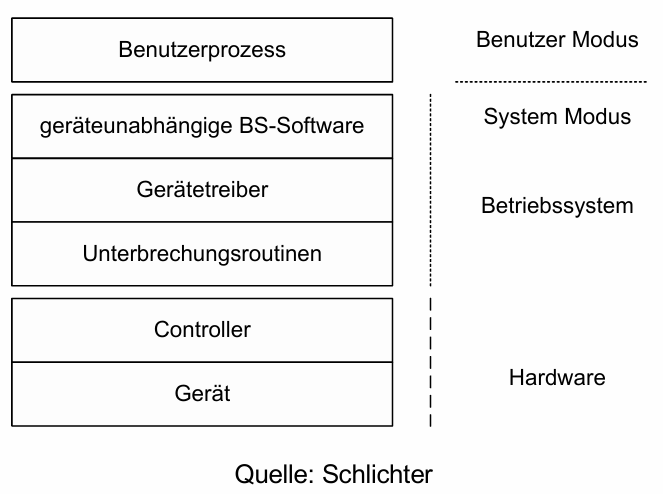 Benutzerprozess
Benutzer Modus
geräteunabhängige BS-Software
System Modus
Gerätetreiber
Betriebssystem
Unterbrechungsroutinen
Controller
Gerät
Hardware
Quelle: Schlichter